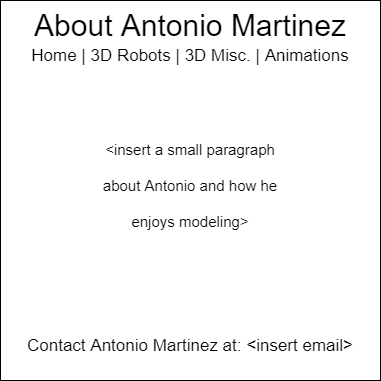 About Antonio Martinez
Home | 3D Robots | 3D Misc. | Animations
<insert a small paragraph
about Antonio and how he
enjoys modeling>
Contact Antonio Martinez at: <insert email>